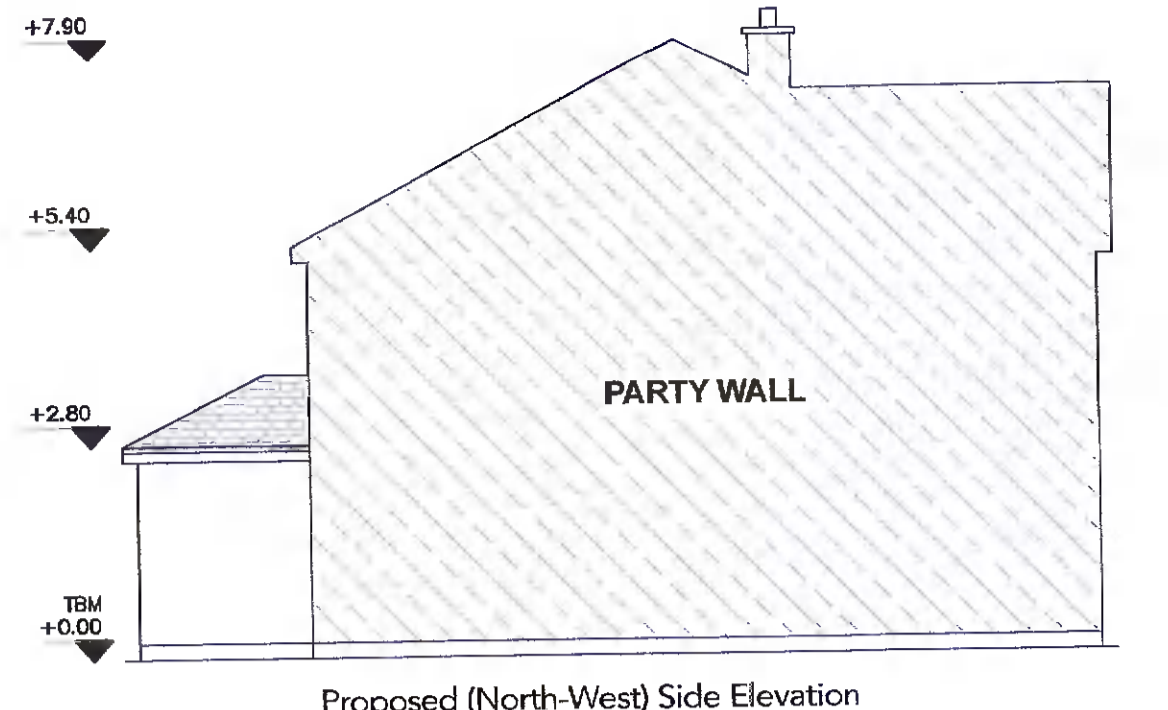 +7.90
+5.40
PARTY WALL
+2.80
TBM
+0.00
Proposed (North-West) Side Elevation